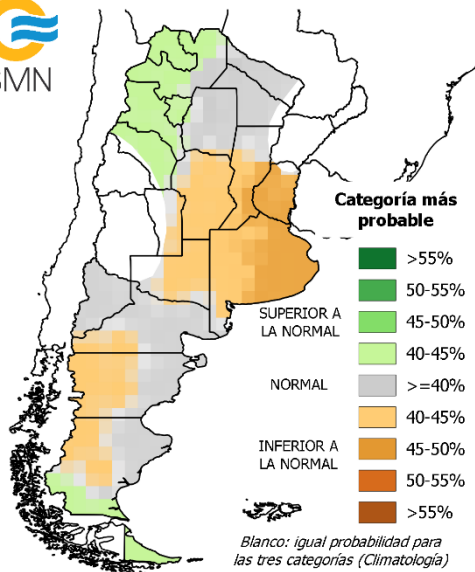 SMN
Categoría más
probable
>55%
50-55%
SUPERIOR A
LA NORMAL
45-50%
40-45%
NORMAL
>=40%
40-45%
INFERIOR A
LA NORMAL
45-50%
50-55%
>55%
Blanco: igual probabilidad para
las tres categorías (Climatología)